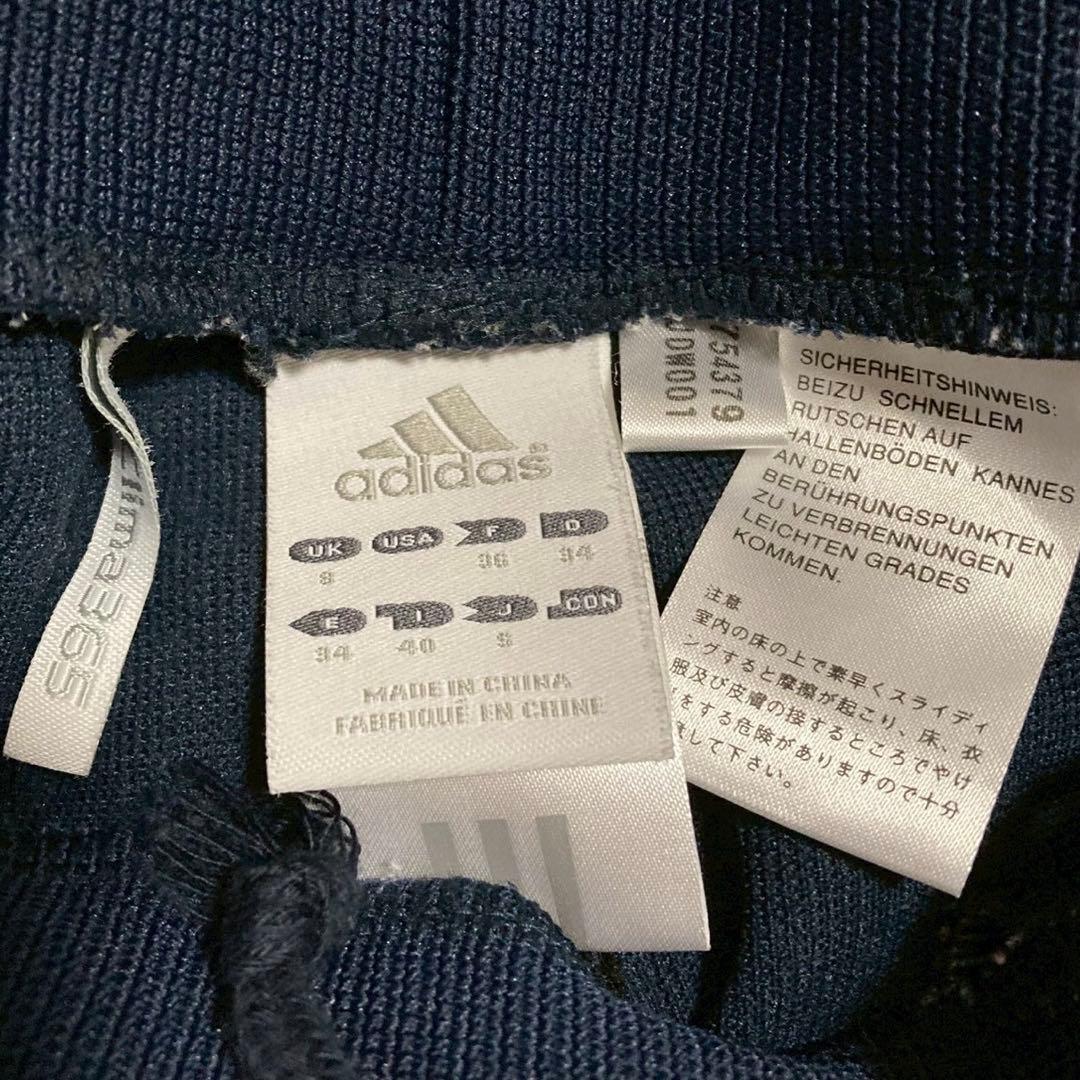 clima365
adidas
UK USA F D
8 36 34
E I J CON
34 40 S
MADE IN CHINA
FABRIQUÉ EN CHINE
754379
SICHERHEITSHINWEIS:
BEIZU SCHNELLEM
RUTSCHEN AUF
HALLENBÖDEN KANNES
AN DEN
BERÜHRUNGSPUNKTEN
ZU VERBRENNUNGEN
LEICHTEN GRADES
KOMMEN.
注意
室内の床の上で素早くスライディ
ングすると摩擦が起こり、床、衣
服及び皮膚の接するところでやけ
をする危険がありますので十分
して下さい。